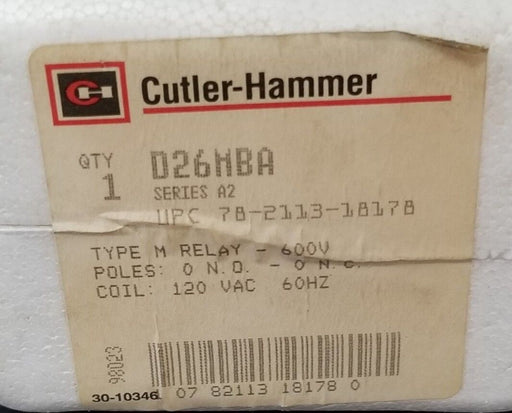 CH Cutler-Hammer
QTY D26MBA
1 SERIES A2
UPC 78-2113-18178
TYPE M RELAY - 600V
POLES: 0 N.O. - 0 N.C.
COIL: 120 VAC 60HZ
98023
30-10346 07 82113 18178 0